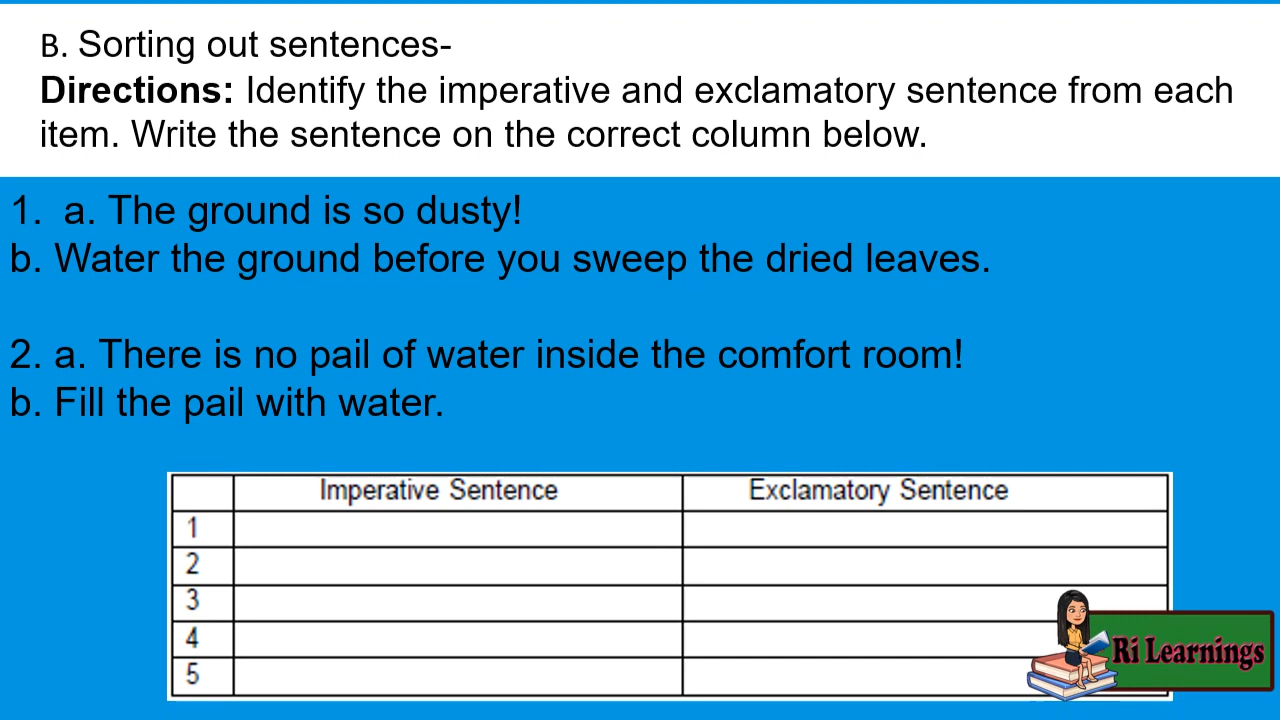 B. Sorting out sentences-
Directions: Identify the imperative and exclamatory sentence from each
item. Write the sentence on the correct column below.
1. a. The ground is so dusty!
b. Water the ground before you sweep the dried leaves.
2. a. There is no pail of water inside the comfort room!
b. Fill the pail with water.
Imperative Sentence Exclamatory Sentence
1
2
3
4
5
Ri Learnings